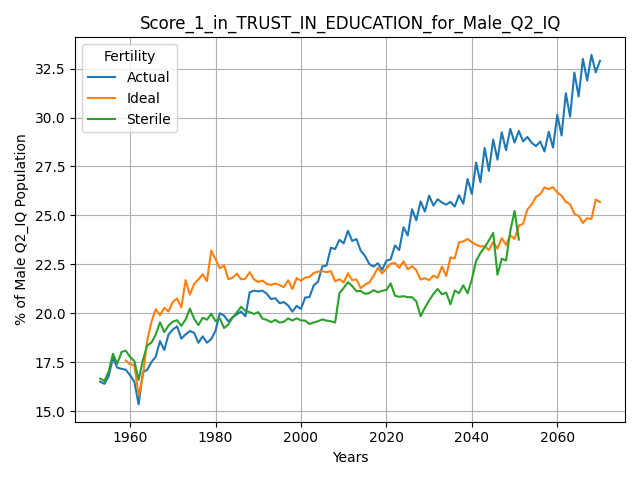 Score_1_in_TRUST_IN_EDUCATION_for_Male_Q2_IQ
Fertility
Actual
Ideal
Sterile
% of Male Q2_IQ Population
32.5
30.0
27.5
25.0
22.5
20.0
17.5
15.0
1960
1980
2000
2020
2040
2060
Years